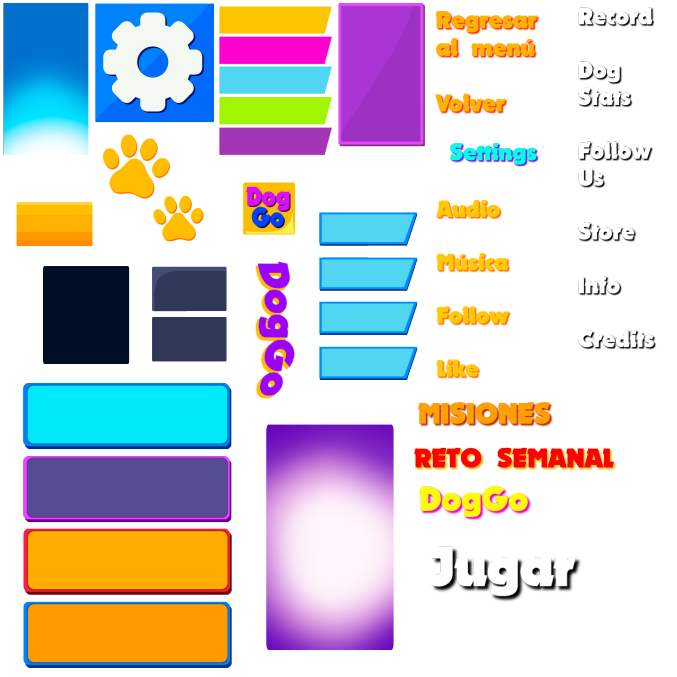 Regresar
al menú
Volver
Settings
Audio
Música
Follow
Like
Record
Dog
Stats
Follow
Us
Store
Info
Credits
Dog
Go
DogGo
MISIONES
RETO SEMANAL
DogGo
Jugar